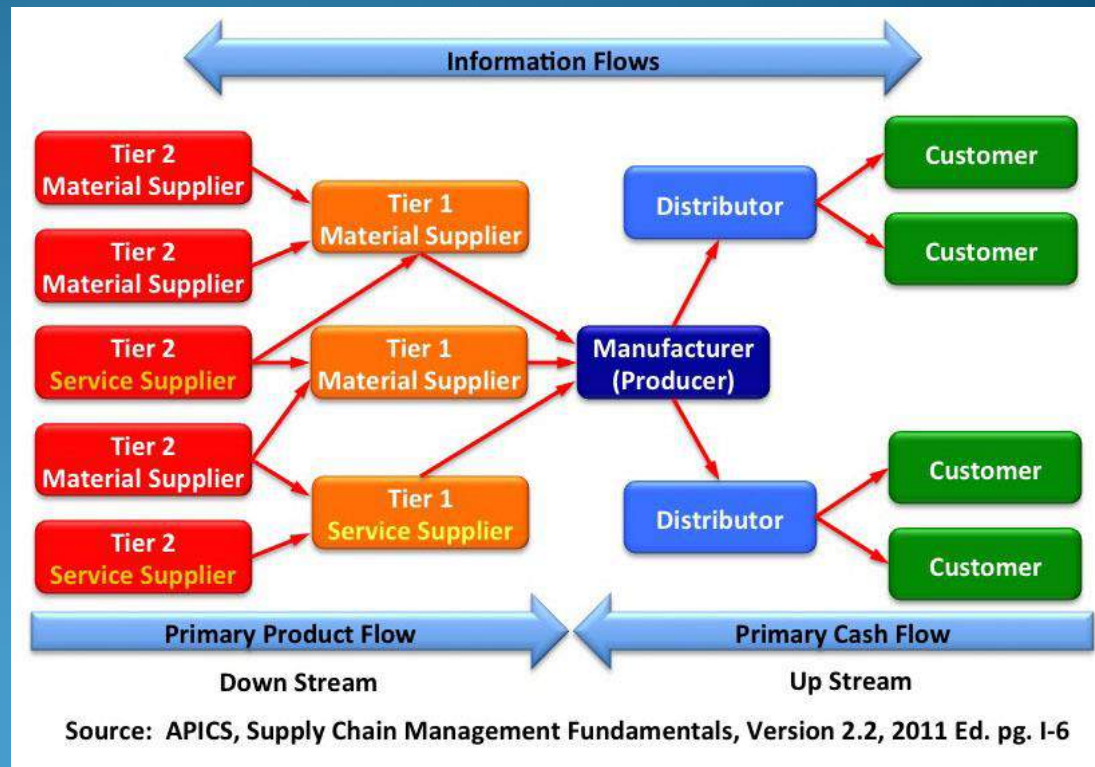 Information Flows
Tier 2
Material Supplier
Tier 2
Material Supplier
Tier 2
Service Supplier
Tier 2
Material Supplier
Tier 2
Service Supplier
Tier 1
Material Supplier
Tier 1
Material Supplier
Tier 1
Service Supplier
Manufacturer
(Producer)
Distributor
Distributor
Customer
Customer
Customer
Customer
Primary Product Flow
Primary Cash Flow
Down Stream
Up Stream
Source: APICS, Supply Chain Management Fundamentals, Version 2.2, 2011 Ed. pg. I-6